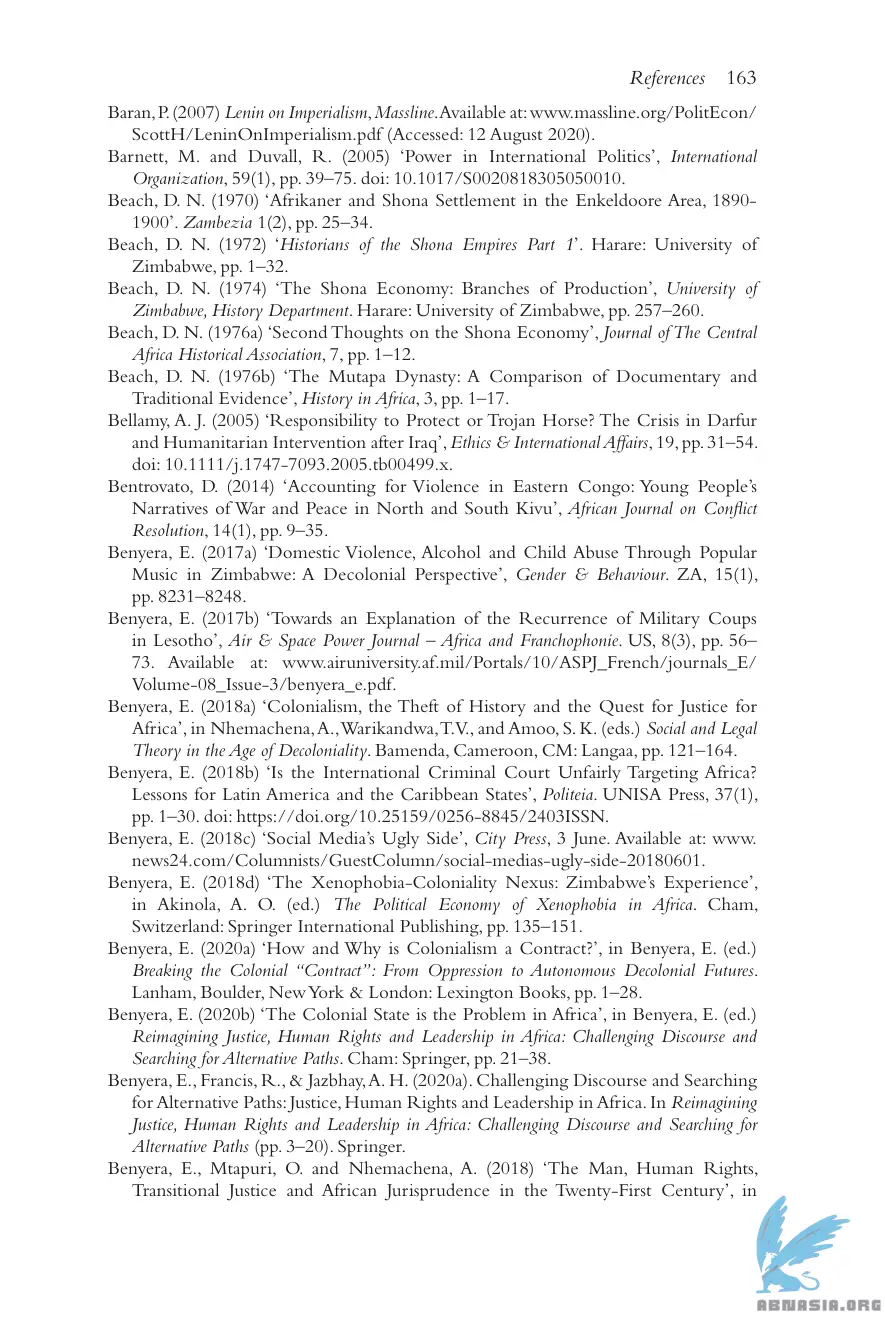 References 163
Baran, P. (2007) Lenin on Imperialism, Massline. Available at: www.massline.org/PolitEcon/
ScottH/LeninOnImperialism.pdf (Accessed: 12 August 2020).
Barnett, M. and Duvall, R. (2005) ‘Power in International Politics’, International
Organization, 59(1), pp. 39–75. doi: 10.1017/S0020818305050010.
Beach, D. N. (1970) ‘Afrikaner and Shona Settlement in the Enkeldoore Area, 1890-
1900’. Zambezia 1(2), pp. 25–34.
Beach, D. N. (1972) ‘Historians of the Shona Empires Part 1’. Harare: University of
Zimbabwe, pp. 1–32.
Beach, D. N. (1974) ‘The Shona Economy: Branches of Production’, University of
Zimbabwe, History Department. Harare: University of Zimbabwe, pp. 257–260.
Beach, D. N. (1976a) ‘Second Thoughts on the Shona Economy’, Journal of The Central
Africa Historical Association, 7, pp. 1–12.
Beach, D. N. (1976b) ‘The Mutapa Dynasty: A Comparison of Documentary and
Traditional Evidence’, History in Africa, 3, pp. 1–17.
Bellamy, A. J. (2005) ‘Responsibility to Protect or Trojan Horse? The Crisis in Darfur
and Humanitarian Intervention after Iraq’, Ethics & International Affairs, 19, pp. 31–54.
doi: 10.1111/j.1747-7093.2005.tb00499.x.
Bentrovato, D. (2014) ‘Accounting for Violence in Eastern Congo: Young People’s
Narratives of War and Peace in North and South Kivu’, African Journal on Conflict
Resolution, 14(1), pp. 9–35.
Benyera, E. (2017a) ‘Domestic Violence, Alcohol and Child Abuse Through Popular
Music in Zimbabwe: A Decolonial Perspective’, Gender & Behaviour. ZA, 15(1),
pp. 8231–8248.
Benyera, E. (2017b) ‘Towards an Explanation of the Recurrence of Military Coups
in Lesotho’, Air & Space Power Journal – Africa and Franchophonie. US, 8(3), pp. 56–
73. Available at: www.airuniversity.af.mil/Portals/10/ASPJ_French/journals_E/
Volume-08_Issue-3/benyera_e.pdf.
Benyera, E. (2018a) ‘Colonialism, the Theft of History and the Quest for Justice for
Africa’, in Nhemachena, A., Warikandwa, T.V., and Amoo, S. K. (eds.) Social and Legal
Theory in the Age of Decoloniality. Bamenda, Cameroon, CM: Langaa, pp. 121–164.
Benyera, E. (2018b) ‘Is the International Criminal Court Unfairly Targeting Africa?
Lessons for Latin America and the Caribbean States’, Politeia. UNISA Press, 37(1),
pp. 1–30. doi: https://doi.org/10.25159/0256-8845/2403ISSN.
Benyera, E. (2018c) ‘Social Media’s Ugly Side’, City Press, 3 June. Available at: www.
news24.com/Columnists/GuestColumn/social-medias-ugly-side-20180601.
Benyera, E. (2018d) ‘The Xenophobia-Coloniality Nexus: Zimbabwe’s Experience’,
in Akinola, A. O. (ed.) The Political Economy of Xenophobia in Africa. Cham,
Switzerland: Springer International Publishing, pp. 135–151.
Benyera, E. (2020a) ‘How and Why is Colonialism a Contract?’, in Benyera, E. (ed.)
Breaking the Colonial “Contract”: From Oppression to Autonomous Decolonial Futures.
Lanham, Boulder, New York & London: Lexington Books, pp. 1–28.
Benyera, E. (2020b) ‘The Colonial State is the Problem in Africa’, in Benyera, E. (ed.)
Reimagining Justice, Human Rights and Leadership in Africa: Challenging Discourse and
Searching for Alternative Paths. Cham: Springer, pp. 21–38.
Benyera, E., Francis, R., & Jazbhay, A. H. (2020a). Challenging Discourse and Searching
for Alternative Paths: Justice, Human Rights and Leadership in Africa. In Reimagining
Justice, Human Rights and Leadership in Africa: Challenging Discourse and Searching for
Alternative Paths (pp. 3–20). Springer.
Benyera, E., Mtapuri, O. and Nhemachena, A. (2018) ‘The Man, Human Rights,
Transitional Justice and African Jurisprudence in the Twenty-First Century’, in
ABNASIA.ORG